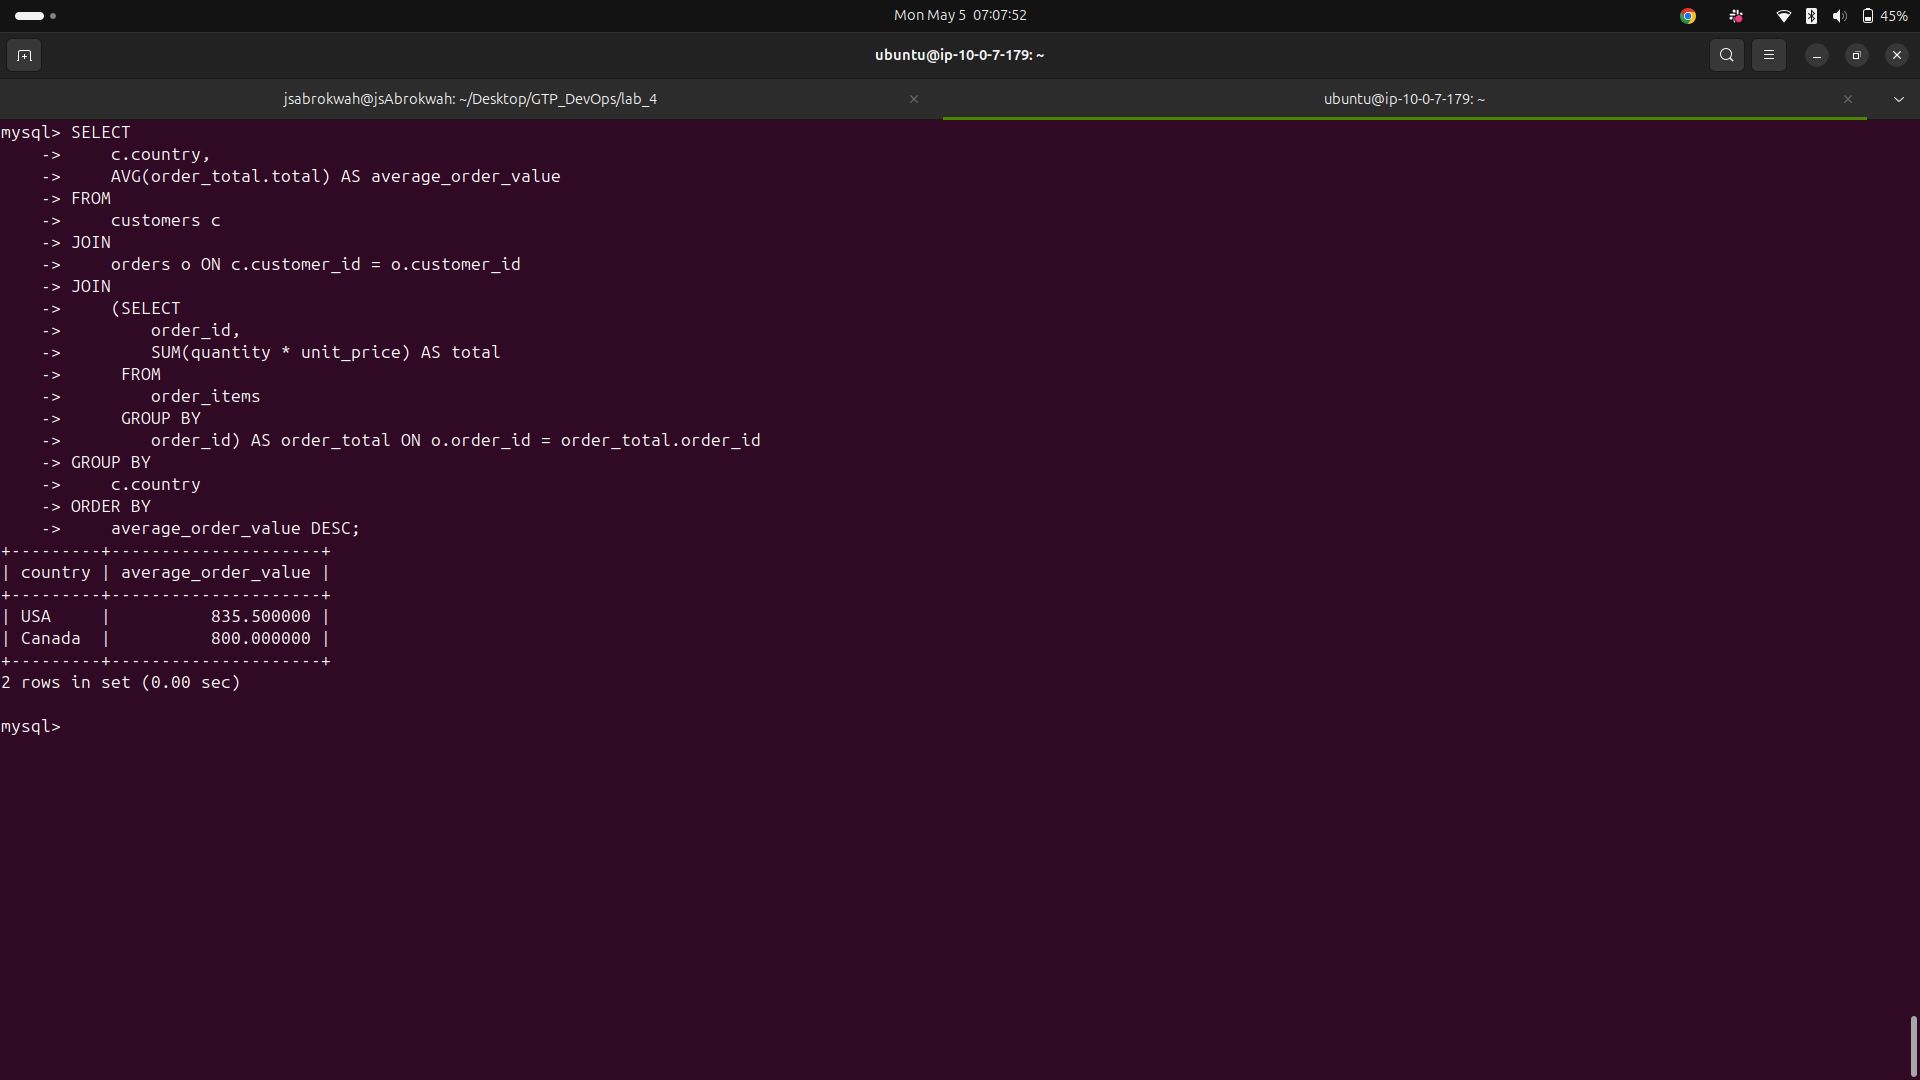 Mon May 5  07:07:52
45%
ubuntu@ip-10-0-7-179: ~
jsabrokwah@jsAbrokwah: ~/Desktop/GTP_DevOps/lab_4
ubuntu@ip-10-0-7-179: ~
mysql> SELECT
    ->     c.country,
    ->     AVG(order_total.total) AS average_order_value
    -> FROM
    ->     customers c
    -> JOIN
    ->     orders o ON c.customer_id = o.customer_id
    -> JOIN
    ->     (SELECT
    ->         order_id,
    ->         SUM(quantity * unit_price) AS total
    ->      FROM
    ->         order_items
    ->      GROUP BY
    ->         order_id) AS order_total ON o.order_id = order_total.order_id
    -> GROUP BY
    ->     c.country
    -> ORDER BY
    ->     average_order_value DESC;
+---------+---------------------+
| country | average_order_value |
+---------+---------------------+
| USA     |          835.500000 |
| Canada  |          800.000000 |
+---------+---------------------+
2 rows in set (0.00 sec)

mysql>